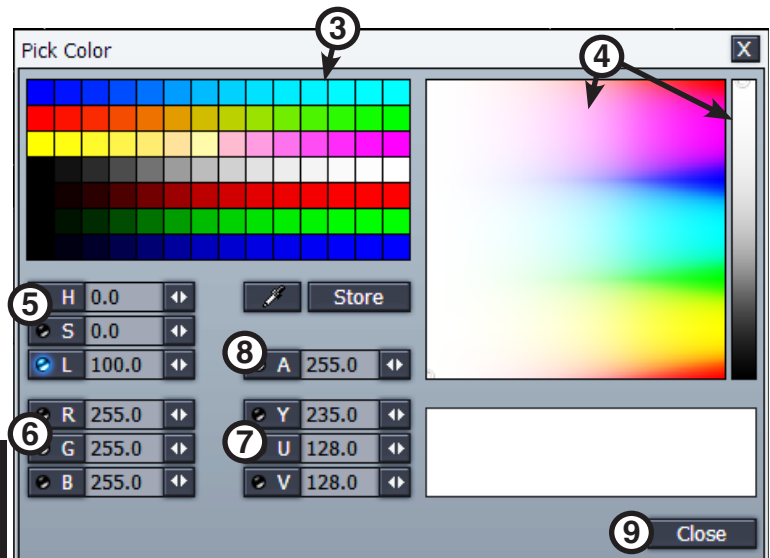 3
4
Pick Color X
5 H 0.0 Store
S 0.0
8
L 100.0 A 255.0
R 255.0 Y 235.0
6 G 255.0 7 U 128.0
B 255.0 V 128.0
9 Close